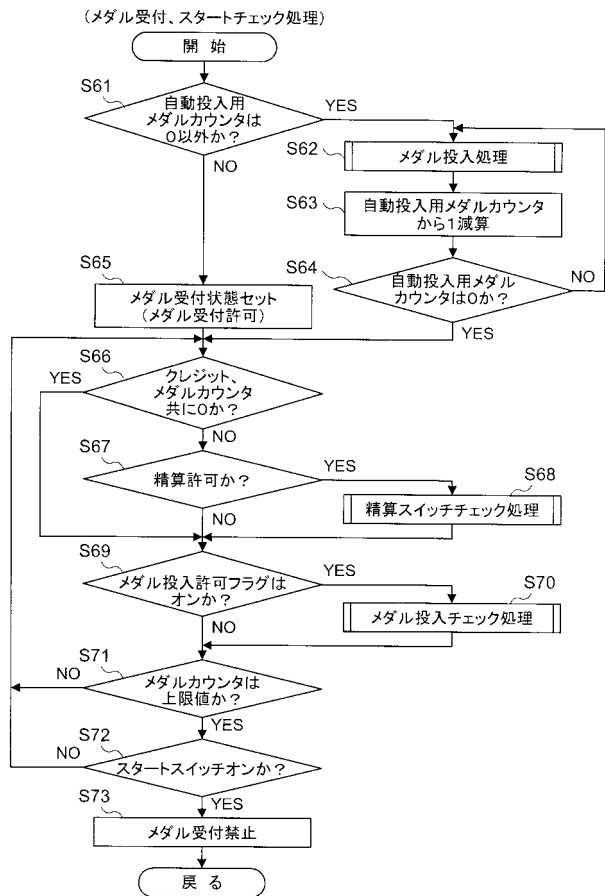 (メダル受付、スタートチェック処理)
開 始
S61
自動投入用
メダルカウンタは
0以外か?
YES
NO
S62
メダル投入処理
S63
自動投入用メダルカウンタ
から1減算
S64
自動投入用メダル
カウンタは0か?
NO
YES
S65
メダル受付状態セット
(メダル受付許可)
S66
クレジット、
メダルカウンタ
共に0か?
YES
NO
S67
精算許可か?
YES
NO
S68
精算スイッチチェック処理
S69
メダル投入許可フラグは
オンか?
YES
NO
S70
メダル投入チェック処理
S71
メダルカウンタは
上限値か?
NO
YES
S72
スタートスイッチオンか?
NO
YES
S73
メダル受付禁止
戻 る